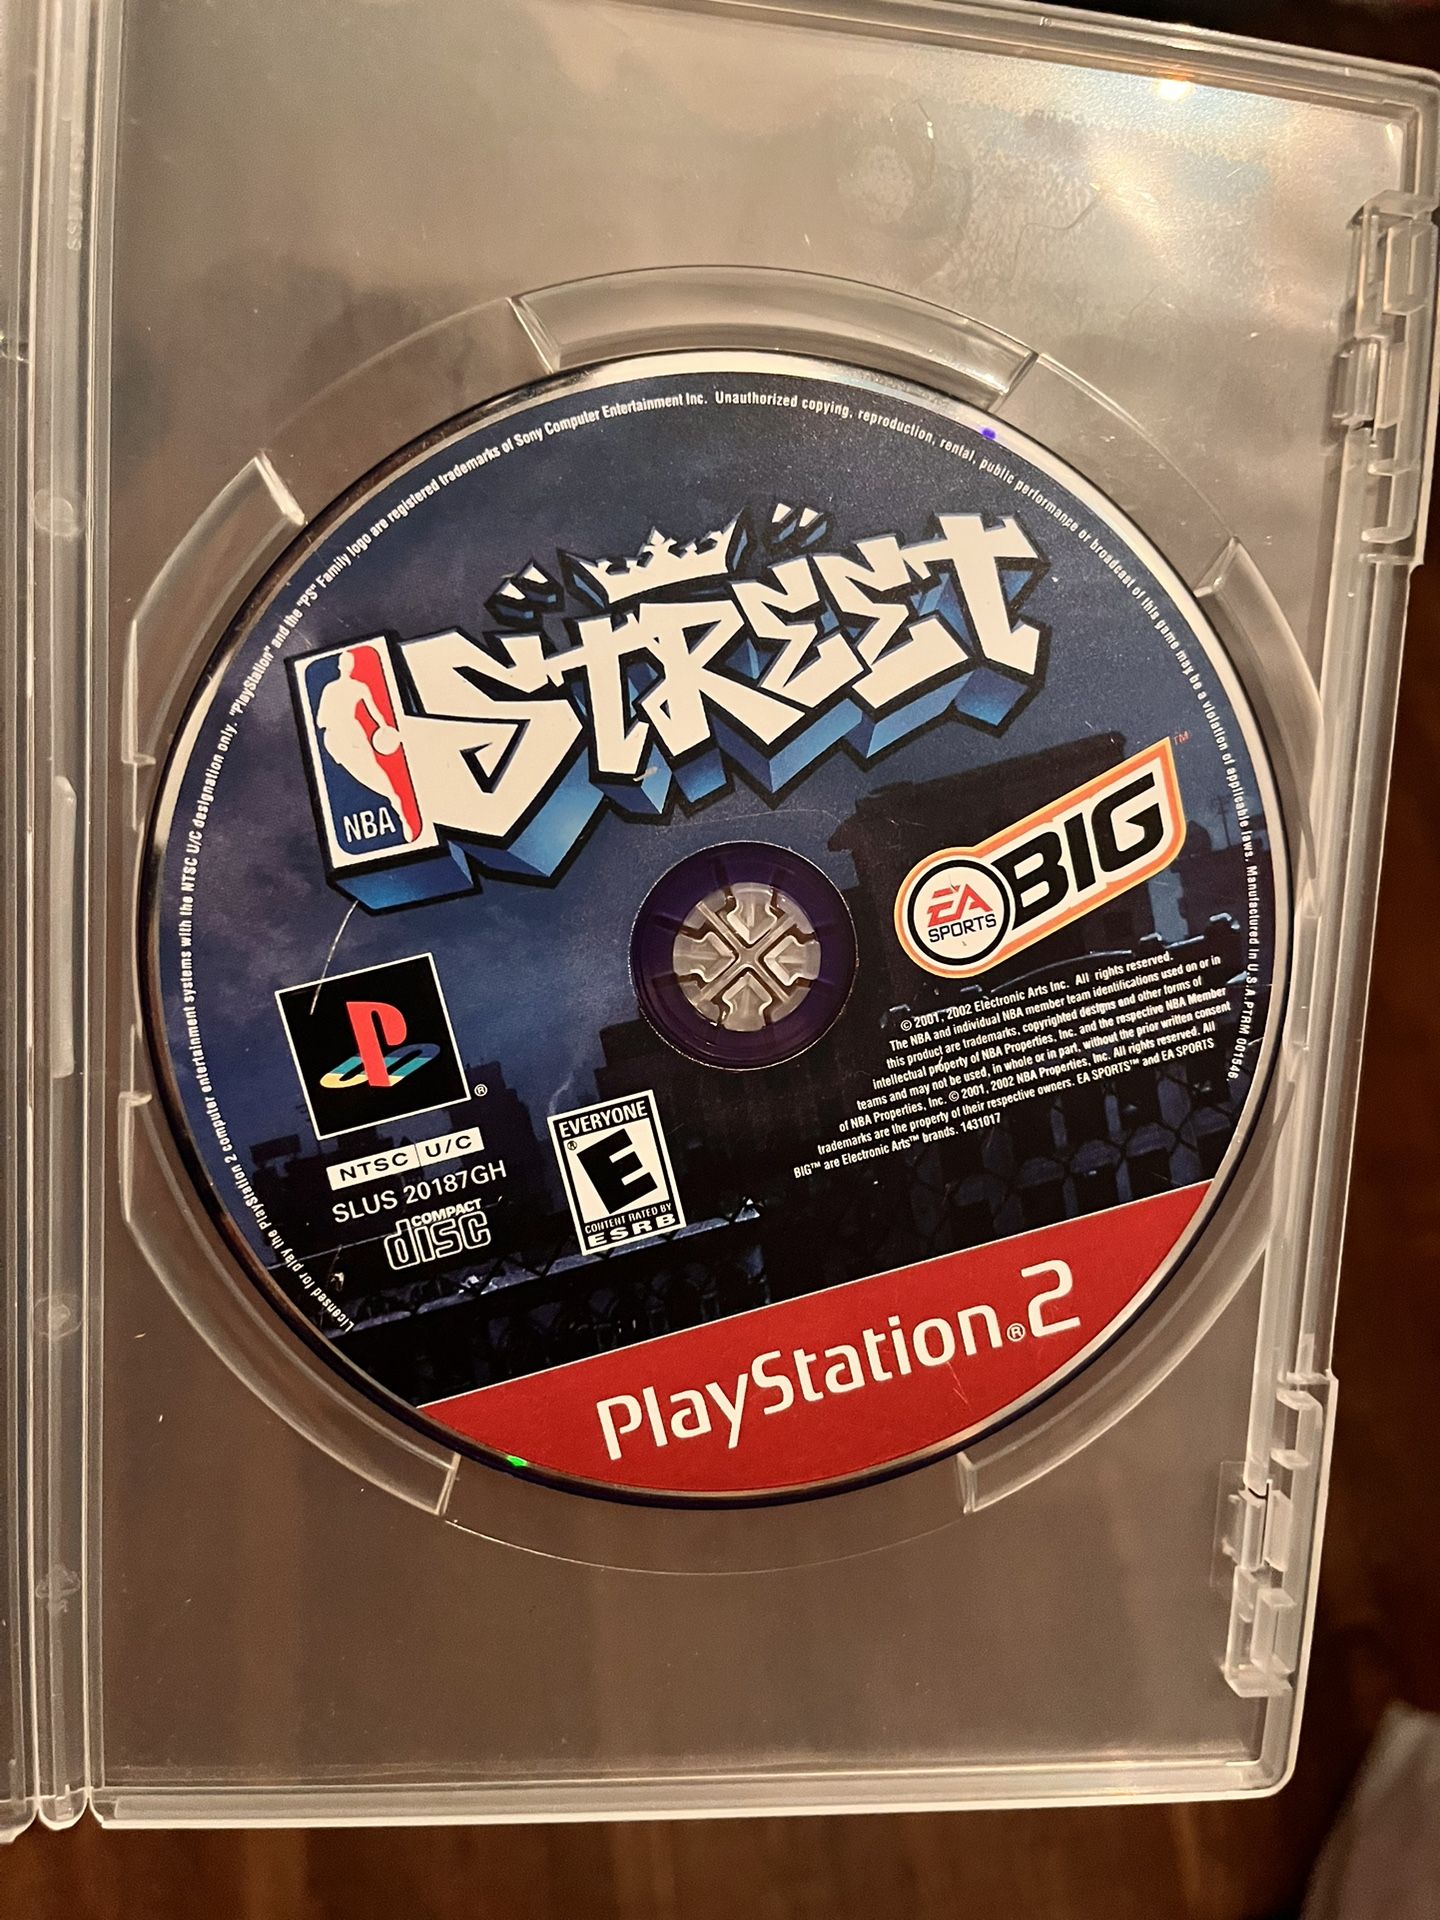 Licensed for play the PlayStation 2 computer entertainment systems with the NTSC U/C designation only. "PlayStation" and the "PS" Family logo are registered trademarks of Sony Computer Entertainment Inc. Unauthorized copying, reproduction, rental, public performance or broadcast of this game may be a violation of applicable laws. Manufactured in U.S.A. PTRM 001546.
STREET
NBA
EA
SPORTS
BIG™
© 2001, 2002 Electronic Arts Inc. All rights reserved.
The NBA and individual NBA member team identifications used on or in
this product are trademarks, copyrighted designs and other forms of
intellectual property of NBA Properties, Inc. and the respective NBA Member
teams and may not be used, in whole or in part, without the prior written consent
of NBA Properties, Inc. © 2001, 2002 NBA Properties, Inc. All rights reserved. All
trademarks are the property of their respective owners. EA SPORTS™ and EA SPORTS
BIG™ are Electronic Arts™ brands. 1431017
®
NTSC U/C
SLUS 20187GH
COMPACT
disc
EVERYONE
E
®
CONTENT RATED BY
ESRB
PlayStation®2